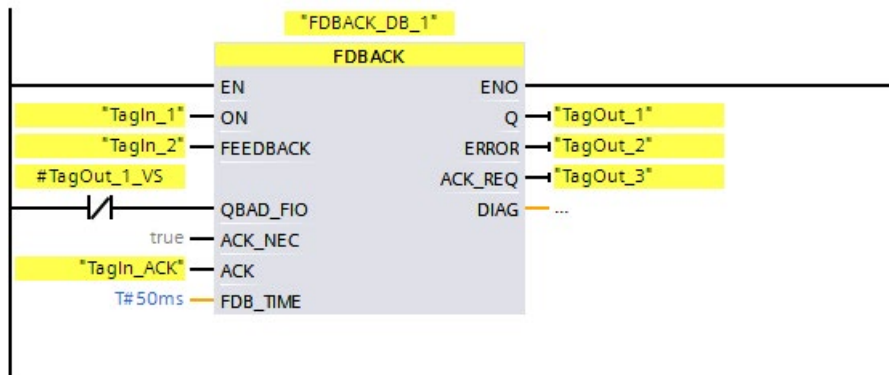 "FDBACK_DB_1"
FDBACK
EN ENO
"TagIn_1" ON Q "TagOut_1"
"TagIn_2" FEEDBACK ERROR "TagOut_2"
#TagOut_1_VS ACK_REQ "TagOut_3"
QBAD_FIO DIAG ...
true ACK_NEC
"TagIn_ACK" ACK
T#50ms FDB_TIME